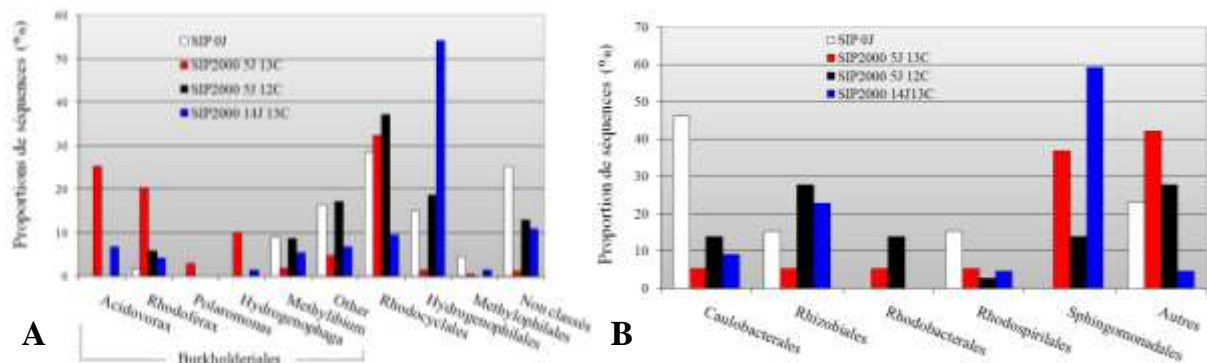 Proportions de séquences (%)
60
50
40
30
20
10
0
SIP 0J
SIP2000 5J 13C
SIP2000 5J 12C
SIP2000 14J 13C
Acidovorax
Rhodoferax
Polaromonas
Hydrogenophaga
Methylibium
Other
Rhodocyclales
Hydrogenophilales
Methylophilales
Non classés
Burkholderiales
A
Proportion de séquences (%)
70
60
50
40
30
20
10
0
SIP 0J
SIP2000 5J 13C
SIP2000 5J 12C
SIP2000 14J13C
Caulobacterales
Rhizobiales
Rhodobacterales
Rhodospirilales
Sphingomonadales
Autres
B